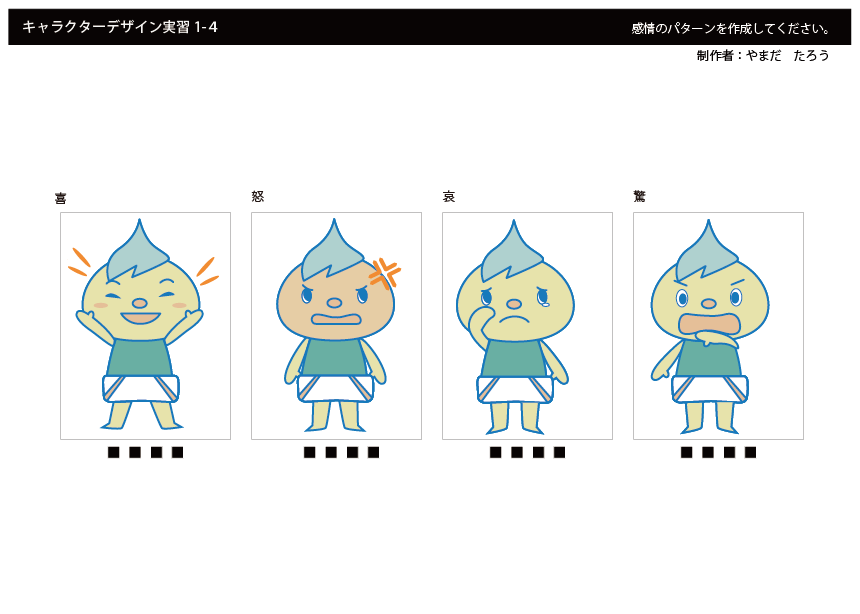 キャラクターデザイン実習 1-4
感情のパターンを作成してください。
制作者：やまだ　たろう
喜
怒
哀
驚
■ ■ ■ ■
■ ■ ■ ■
■ ■ ■ ■
■ ■ ■ ■